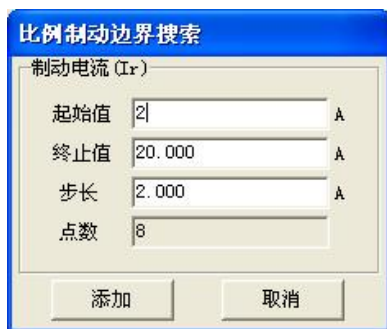 比例制动边界搜索
制动电流(Ir)
起始值 2 A
终止值 20.000 A
步长 2.000 A
点数 8
添加 取消